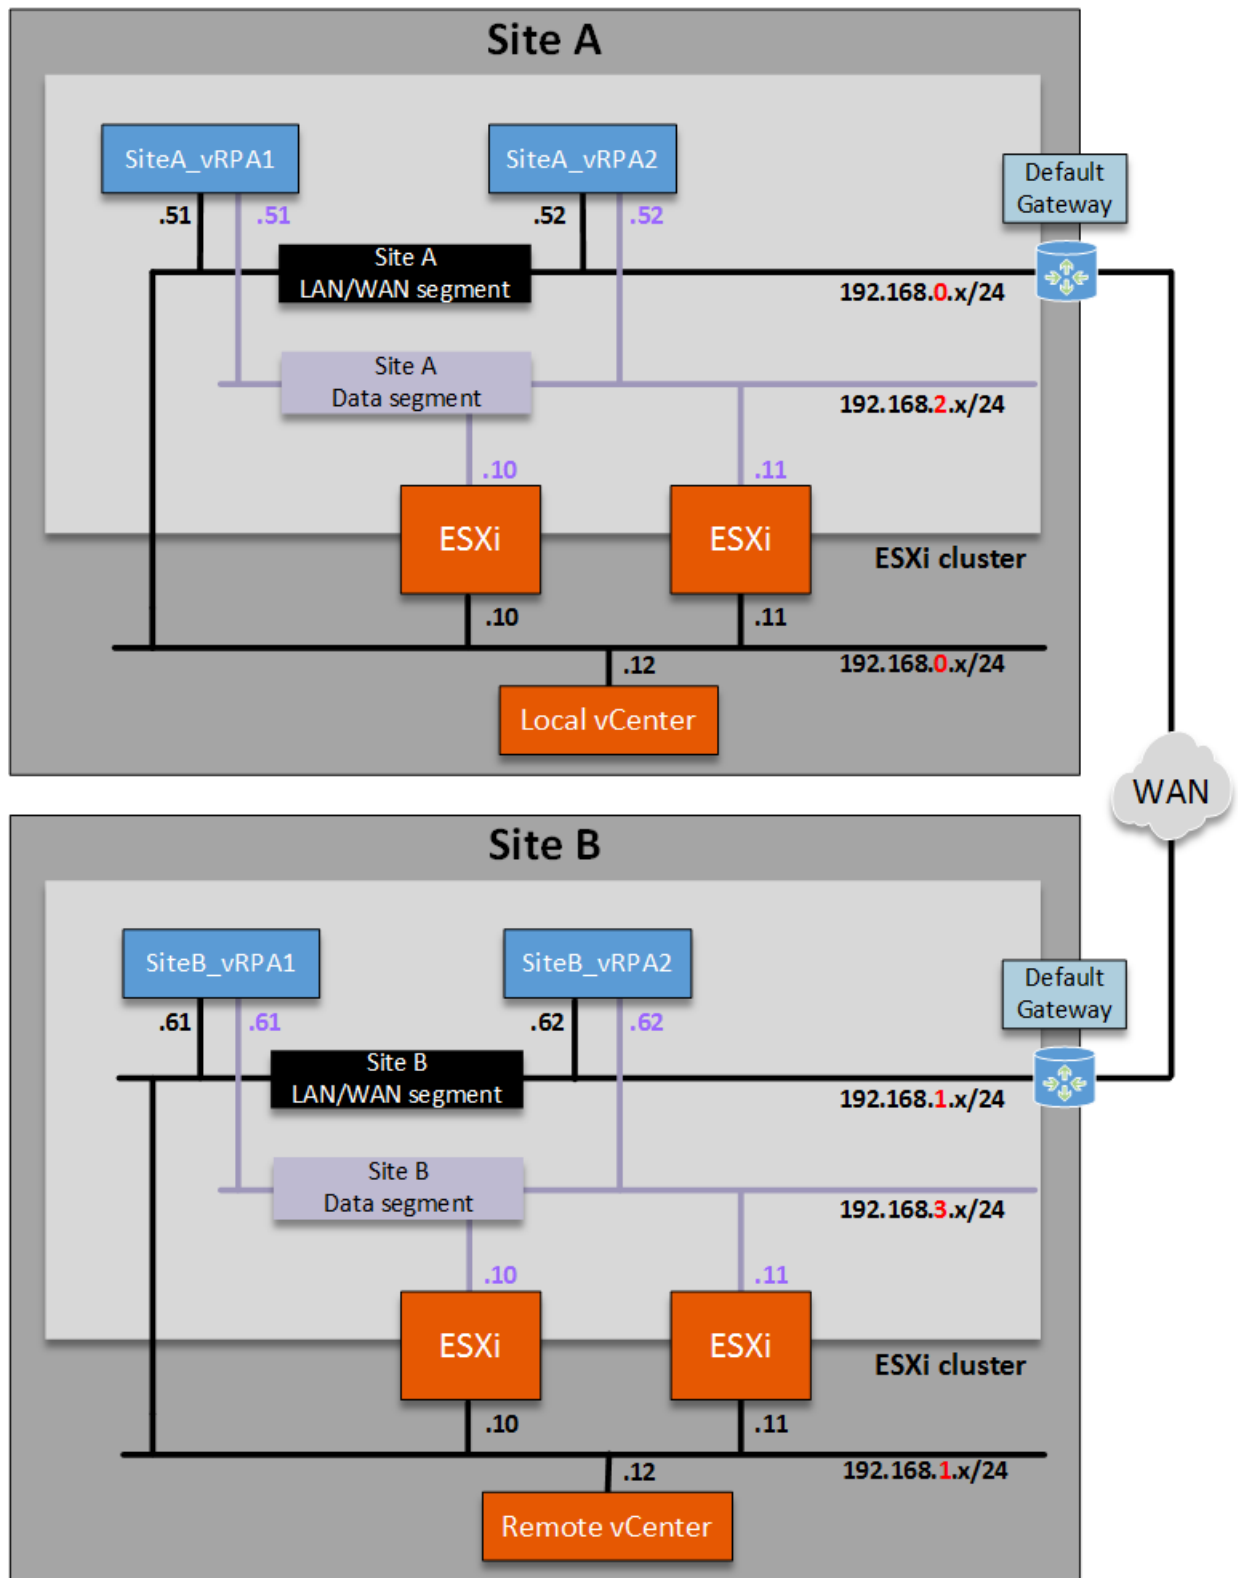 Site A
SiteA_vRPA1
SiteA_vRPA2
Default
Gateway
.51
.51
.52
.52
Site A
LAN/WAN segment
192.168.0.x/24
Site A
Data segment
192.168.2.x/24
.10
.11
ESXi
ESXi
ESXi cluster
.10
.11
192.168.0.x/24
.12
Local vCenter
WAN
Site B
SiteB_vRPA1
SiteB_vRPA2
Default
Gateway
.61
.61
.62
.62
Site B
LAN/WAN segment
192.168.1.x/24
Site B
Data segment
192.168.3.x/24
.10
.11
ESXi
ESXi
ESXi cluster
.10
.11
192.168.1.x/24
.12
Remote vCenter